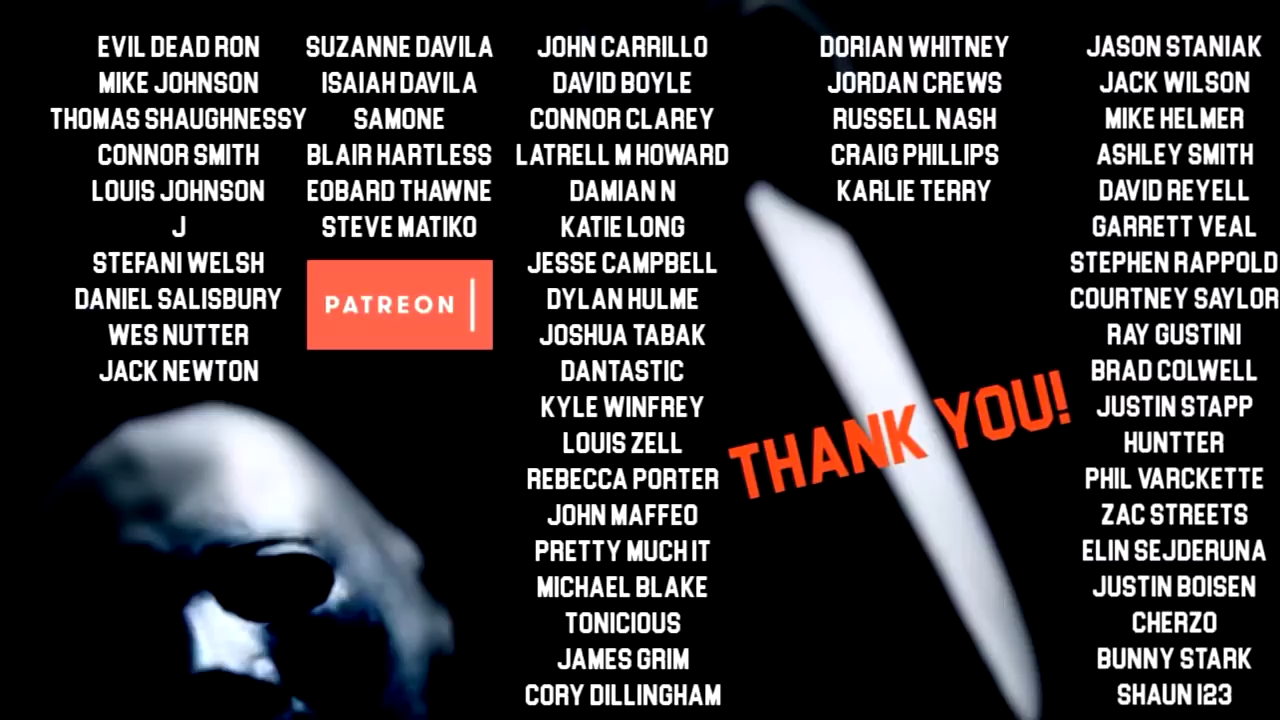 EVIL DEAD RON
MIKE JOHNSON
THOMAS SHAUGHNESSY
CONNOR SMITH
LOUIS JOHNSON
J
STEFANI WELSH
DANIEL SALISBURY
WES NUTTER
JACK NEWTON
SUZANNE DAVILA
ISAIAH DAVILA
SAMONE
BLAIR HARTLESS
EOBARD THAWNE
STEVE MATIKO
PATREON
JOHN CARRILLO
DAVID BOYLE
CONNOR CLAREY
LATRELL M HOWARD
DAMIAN N
KATIE LONG
JESSE CAMPBELL
DYLAN HULME
JOSHUA TABAK
DANTASTIC
KYLE WINFREY
LOUIS ZELL
REBECCA PORTER
JOHN MAFFEO
PRETTY MUCH IT
MICHAEL BLAKE
TONICIOUS
JAMES GRIM
CORY DILLINGHAM
DORIAN WHITNEY
JORDAN CREWS
RUSSELL NASH
CRAIG PHILLIPS
KARLIE TERRY
THANK YOU!
JASON STANIAK
JACK WILSON
MIKE HELMER
ASHLEY SMITH
DAVID REYELL
GARRETT VEAL
STEPHEN RAPPOLD
COURTNEY SAYLOR
RAY GUSTINI
BRAD COLWELL
JUSTIN STAPP
HUNTTER
PHIL VARCKETTE
ZAC STREETS
ELIN SEJDERUNA
JUSTIN BOISEN
CHERZO
BUNNY STARK
SHAUN 123